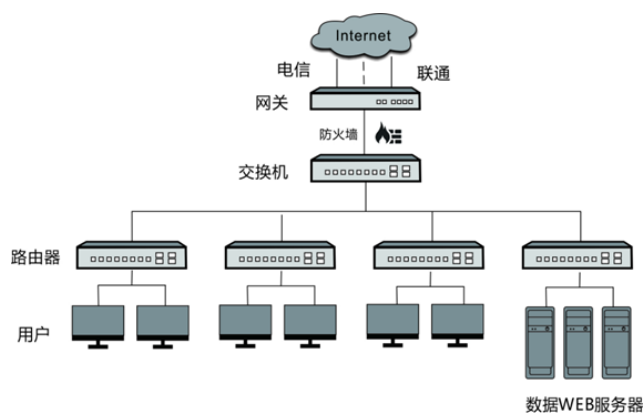 Internet
电信
联通
网关
防火墙
交换机
路由器
用户
数据WEB服务器